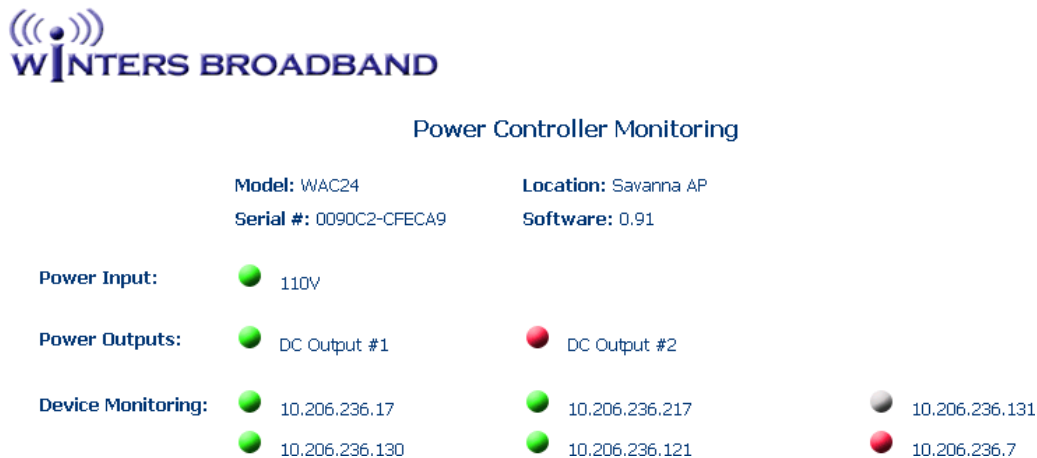 WINTERS BROADBAND
Power Controller Monitoring
Model: WAC24 Location: Savanna AP
Serial #: 0090C2-CFECA9 Software: 0.91
Power Input: 110V
Power Outputs: DC Output #1 DC Output #2
Device Monitoring: 10.206.236.17 10.206.236.217 10.206.236.131
10.206.236.130 10.206.236.121 10.206.236.7